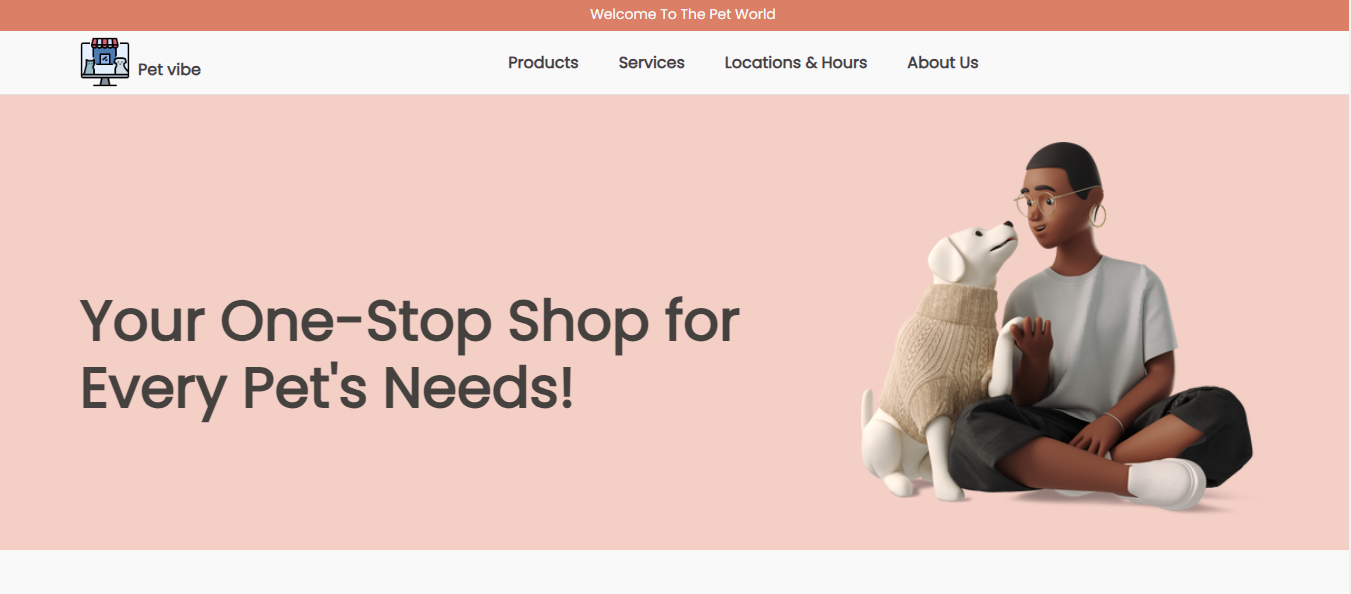 Welcome To The Pet World
Pet vibe
Products Services Locations & Hours About Us
Your One-Stop Shop for
Every Pet's Needs!